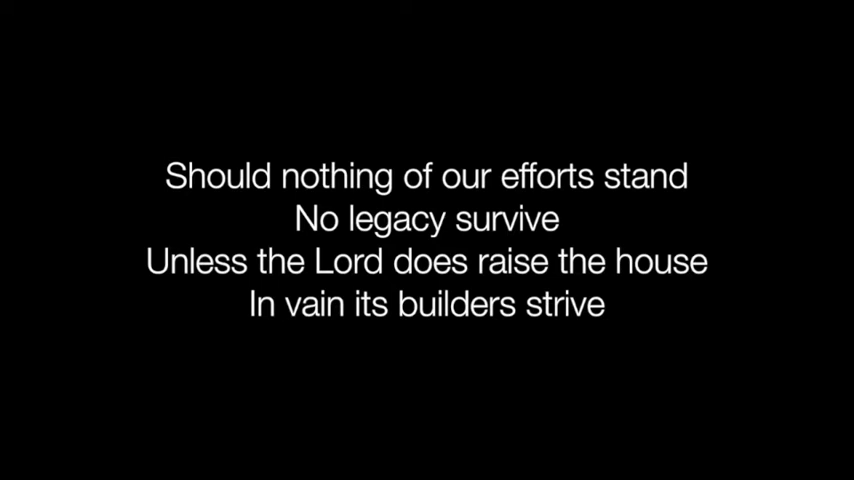 Should nothing of our efforts stand
No legacy survive
Unless the Lord does raise the house
In vain its builders strive